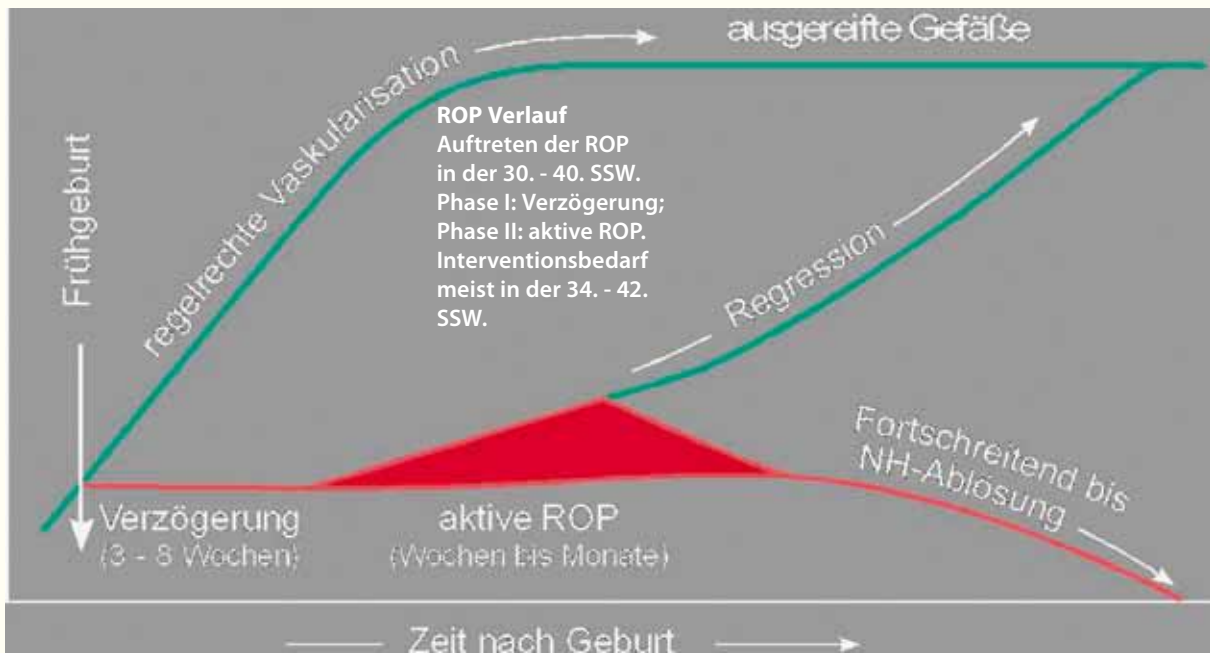 ausgereifte Gefäße
regelrechte Vaskularisation
Frühgeburt
ROP Verlauf
Auftreten der ROP
in der 30. - 40. SSW.
Phase I: Verzögerung;
Phase II: aktive ROP.
Interventionsbedarf
meist in der 34. - 42.
SSW.
Regression
Fortschreitend bis
NH-Ablösung
Verzögerung
(3 - 8 Wochen)
aktive ROP
(Wochen bis Monate)
Zeit nach Geburt